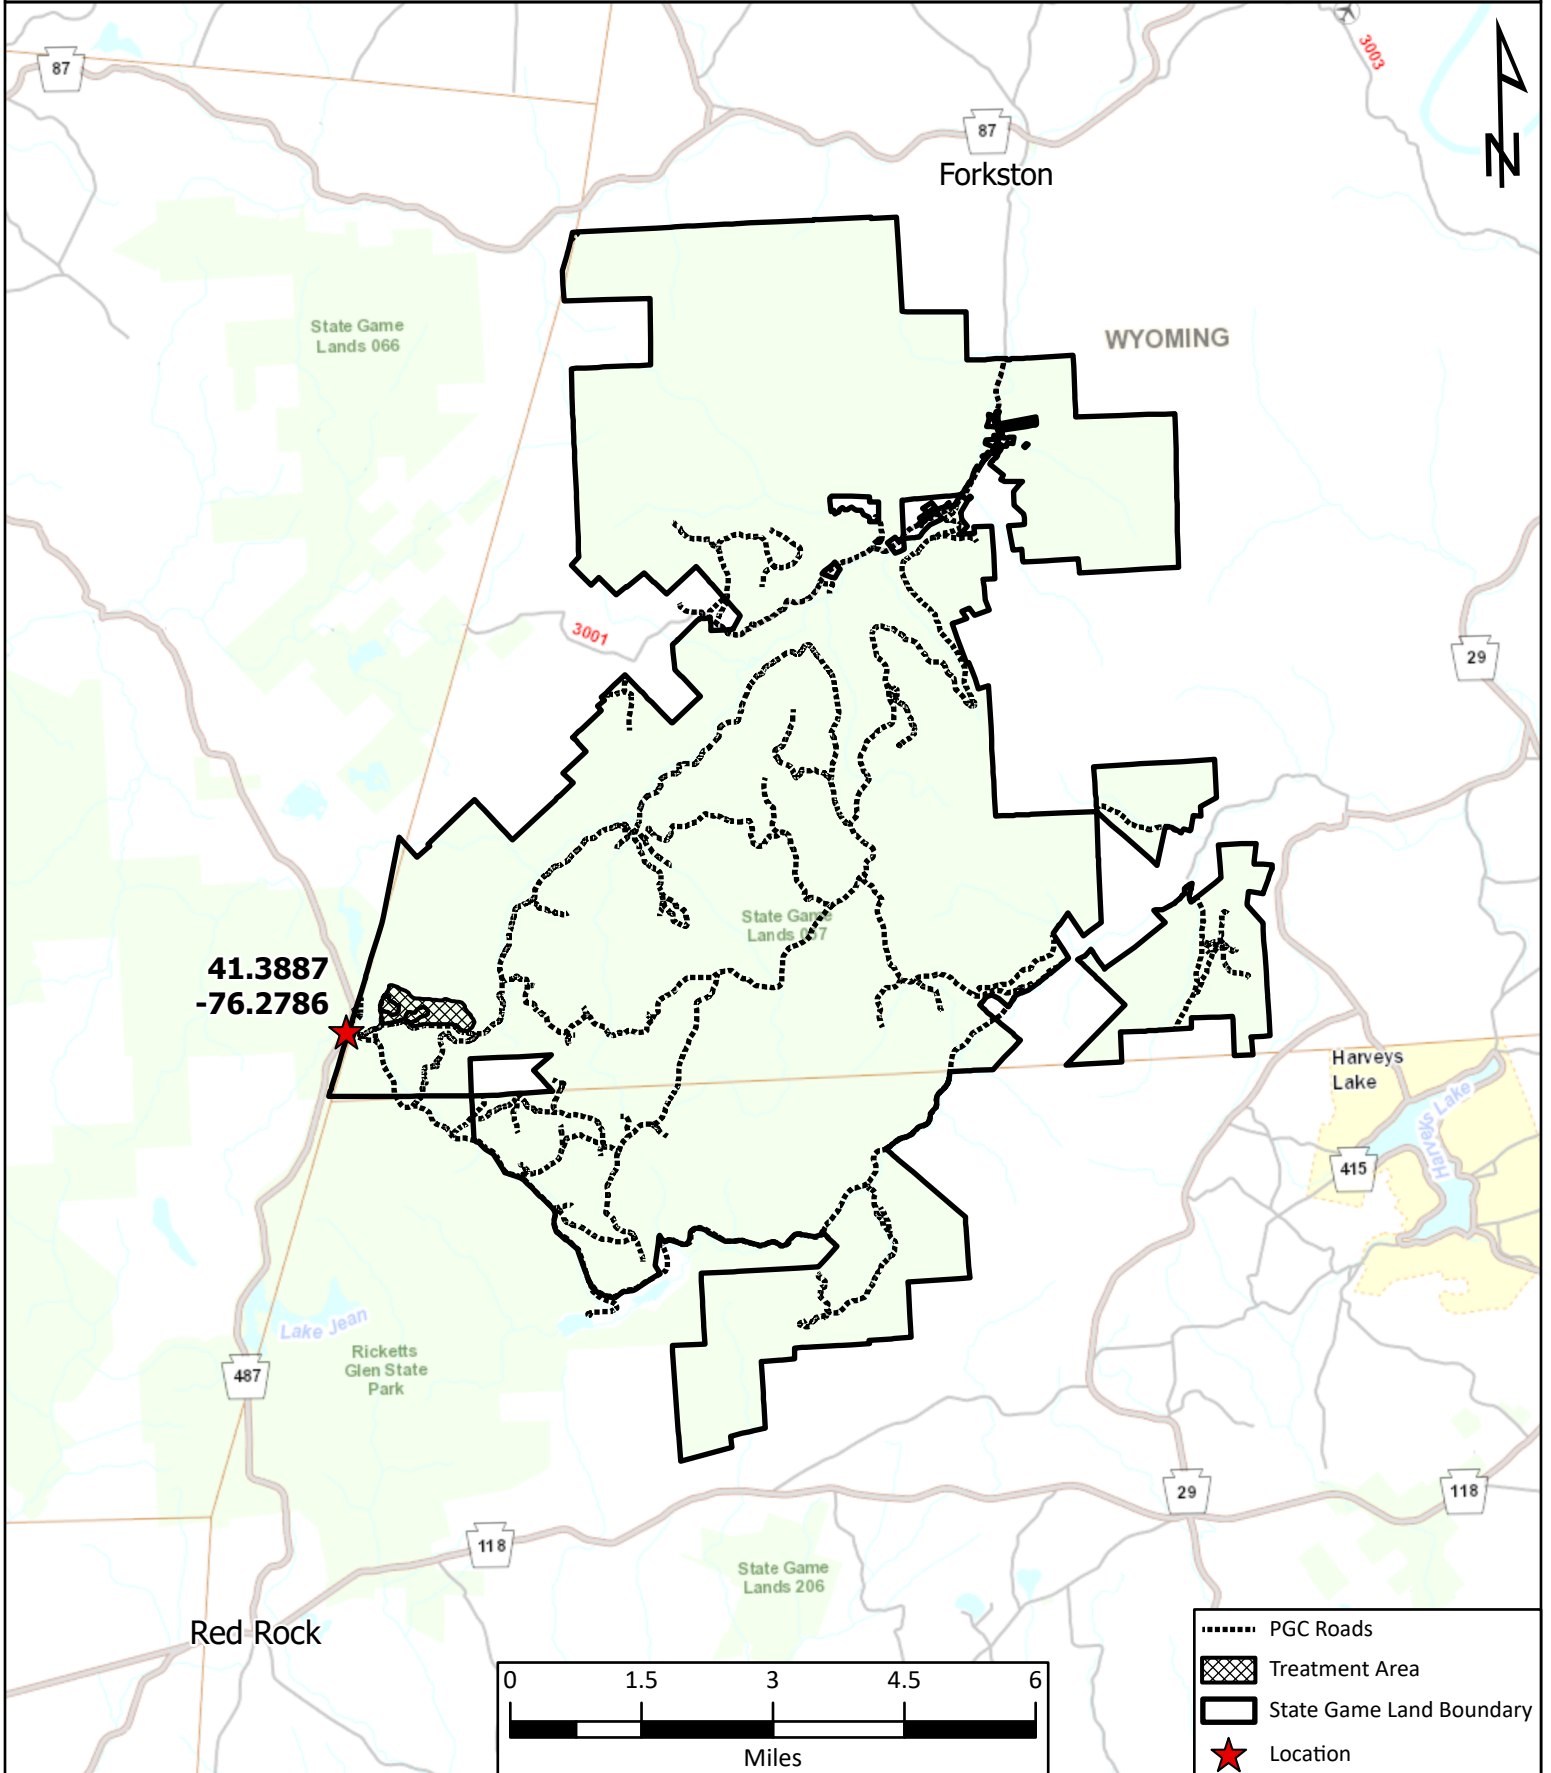 87
3003
87
Forkston
N
State Game
Lands 066
WYOMING
3001
29
State Game
Lands 057
41.3887
-76.2786
Harveys
Lake
Harveys Lake
415
Lake Jean
Ricketts
Glen State
Park
487
29
118
118
State Game
Lands 206
Red Rock
PGC Roads
Treatment Area
State Game Land Boundary
Location
0 1.5 3 4.5 6
Miles